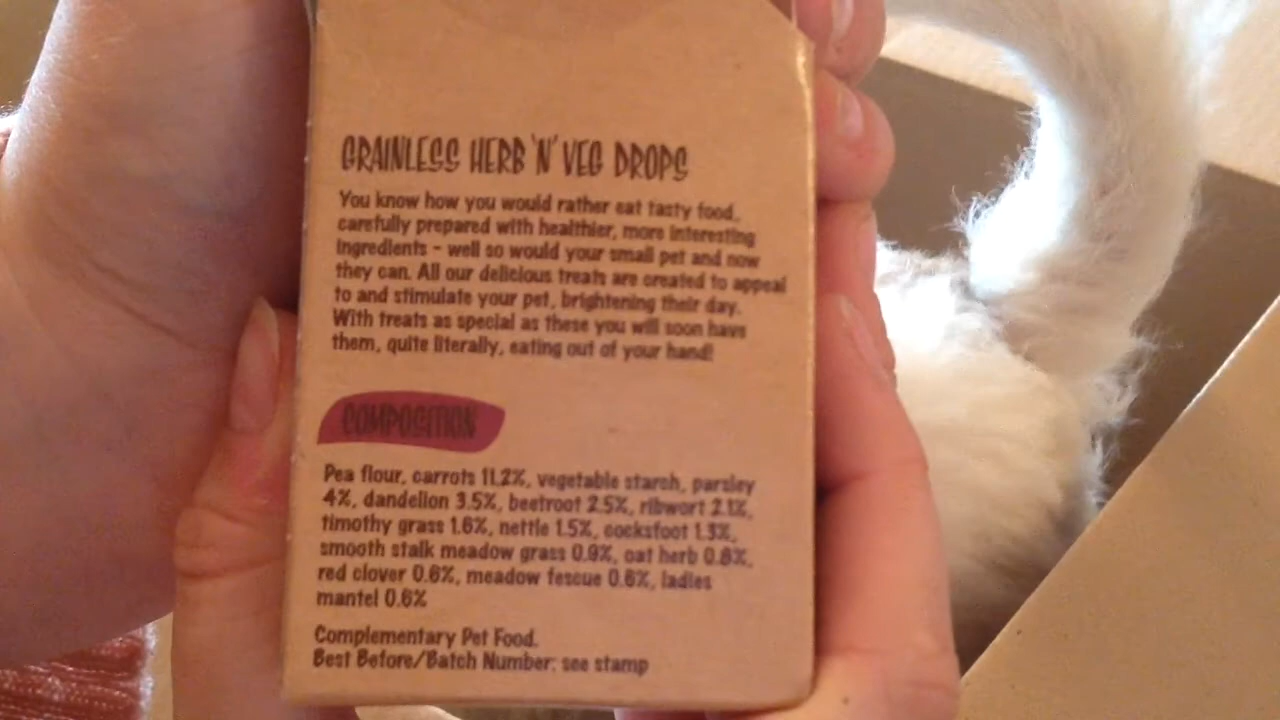 GRAINLESS HERB 'N' VEG DROPS
You know how you would rather eat tasty food,
carefully prepared with healthier, more interesting
ingredients - well so would your small pet and now
they can. All our delicious treats are created to appeal
to and stimulate your pet, brightening their day.
With treats as special as these you will soon have
them, quite literally, eating out of your hand!
COMPOSITION
Pea flour, carrots 11.2%, vegetable starch, parsley
4%, dandelion 3.5%, beetroot 2.5%, ribwort 2.1%,
timothy grass 1.6%, nettle 1.5%, cocksfoot 1.3%,
smooth stalk meadow grass 0.9%, oat herb 0.8%,
red clover 0.6%, meadow fescue 0.6%, ladies
mantel 0.6%
Complementary Pet Food.
Best Before/Batch Number: see stamp